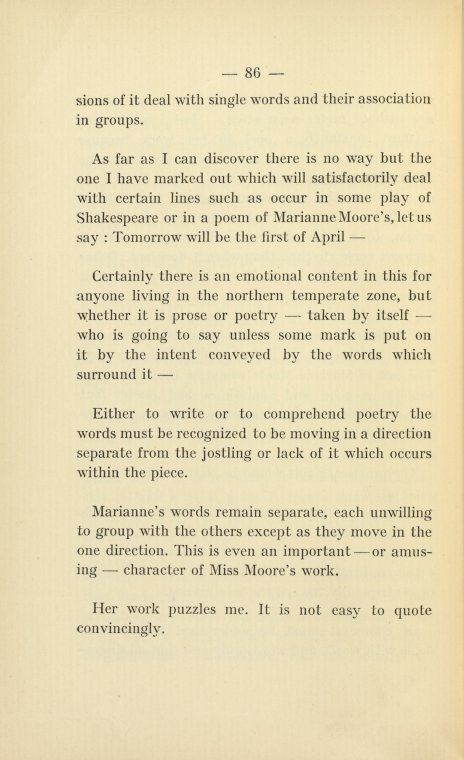 — 86 —
sions of it deal with single words and their association
in groups.
As far as I can discover there is no way but the
one I have marked out which will satisfactorily deal
with certain lines such as occur in some play of
Shakespeare or in a poem of Marianne Moore's, let us
say : Tomorrow will be the first of April —
Certainly there is an emotional content in this for
anyone living in the northern temperate zone, but
whether it is prose or poetry — taken by itself —
who is going to say unless some mark is put on
it by the intent conveyed by the words which
surround it —
Either to write or to comprehend poetry the
words must be recognized to be moving in a direction
separate from the jostling or lack of it which occurs
within the piece.
Marianne's words remain separate, each unwilling
to group with the others except as they move in the
one direction. This is even an important — or amus-
ing — character of Miss Moore's work.
Her work puzzles me. It is not easy to quote
convincingly.